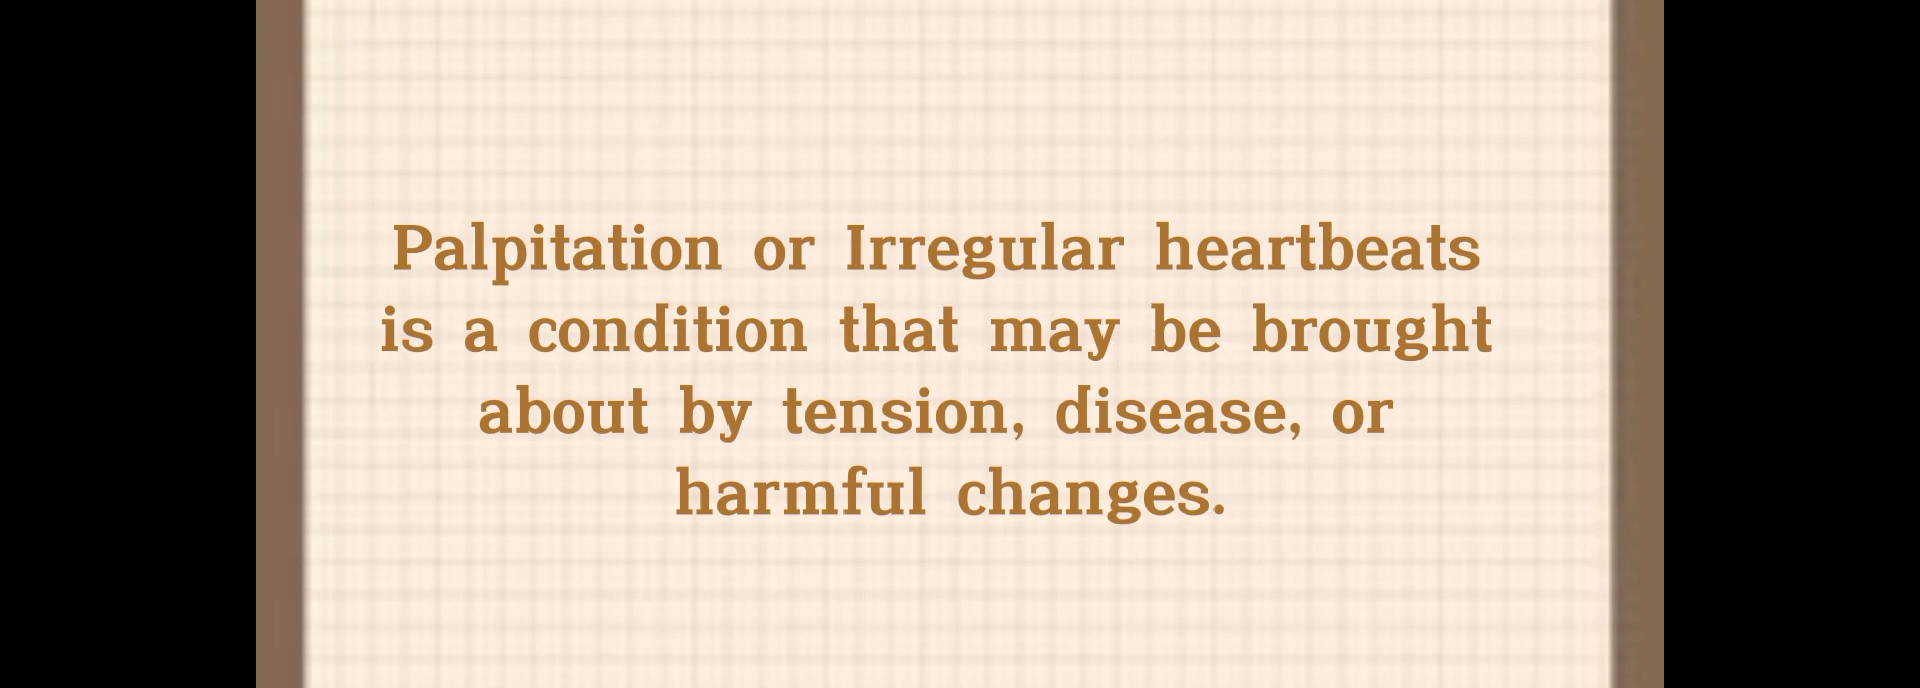 Palpitation or Irregular heartbeats
is a condition that may be brought
about by tension, disease, or
harmful changes.